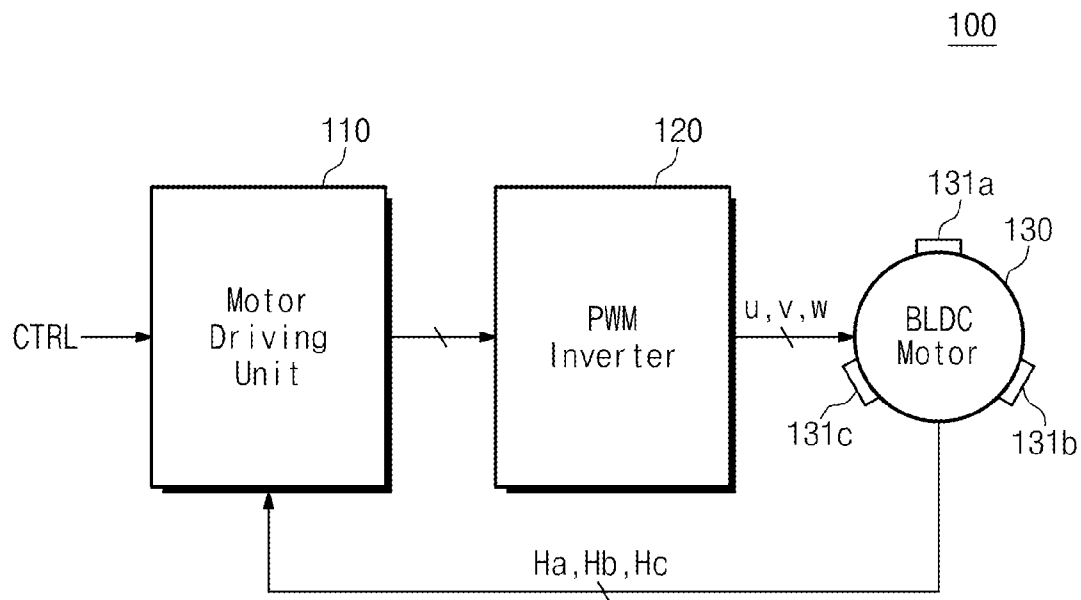 100
110
120
131a
130
Motor
Driving
Unit
PWM
Inverter
u,v,w
BLDC
Motor
CTRL
131c
131b
Ha,Hb,Hc